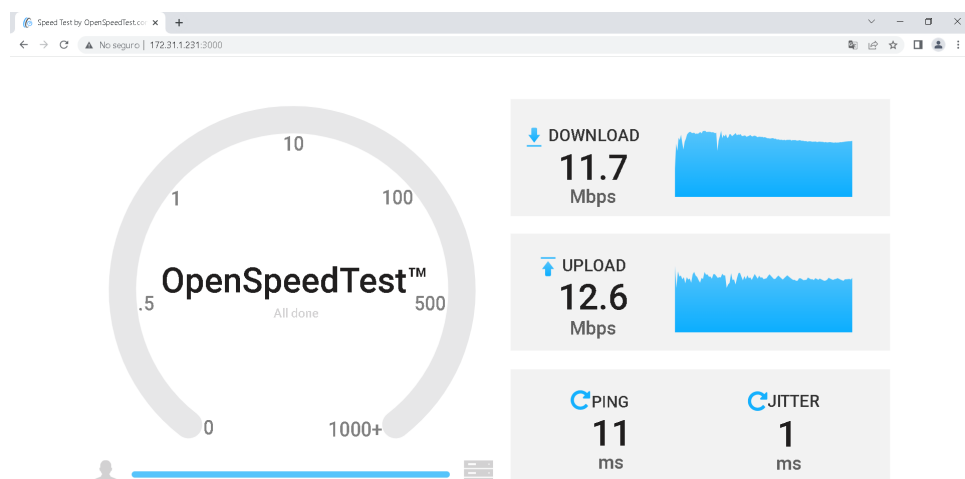 Speed Test by OpenSpeedTest.co
No seguro | 172.31.1.231:3000
10
1
100
OpenSpeedTest™
.5
500
All done
0
1000+
DOWNLOAD
11.7
Mbps
UPLOAD
12.6
Mbps
PING
JITTER
11
1
ms
ms